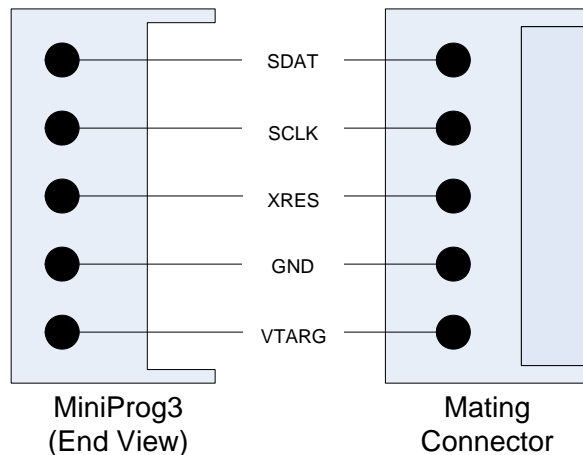 SDAT
SCLK
XRES
GND
VTARG
MiniProg3
(End View)
Mating
Connector